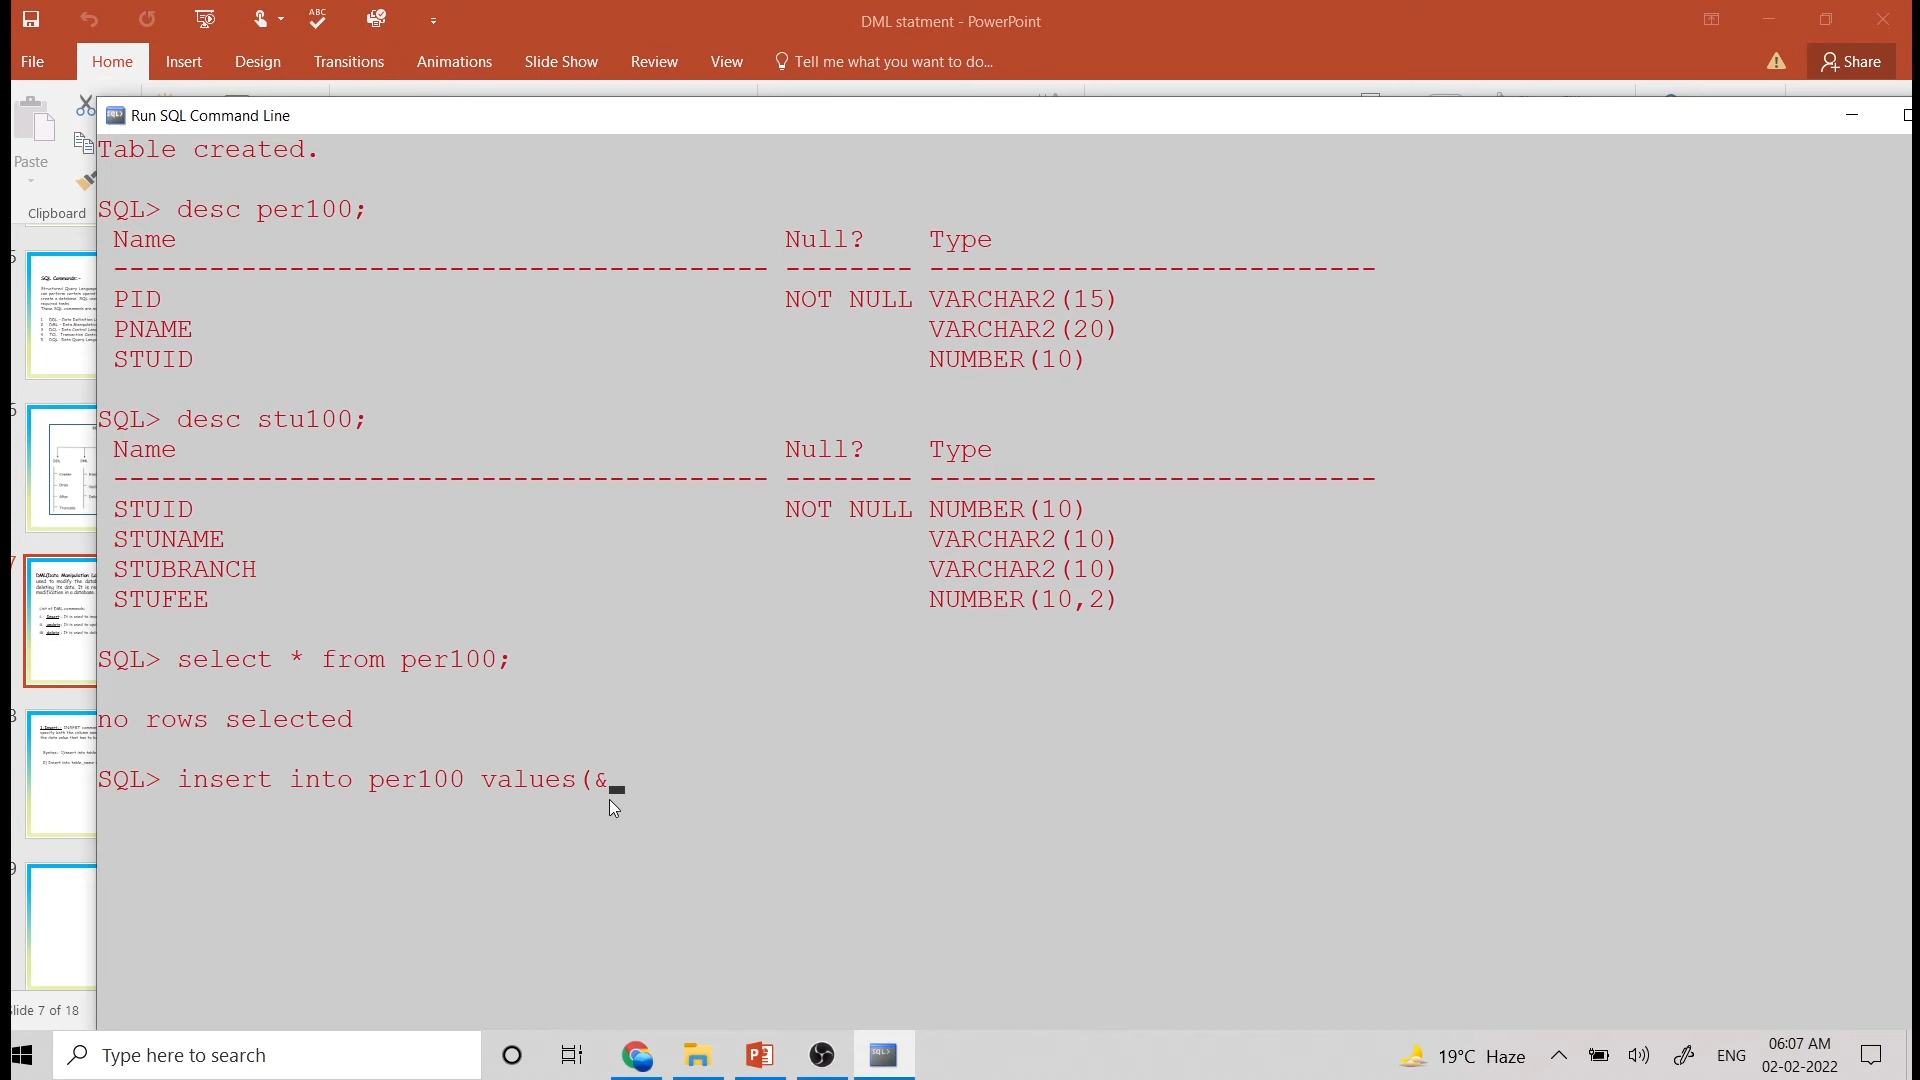 ABC
DML statment - PowerPoint
File
Home
Insert
Design
Transitions
Animations
Slide Show
Review
View
Tell me what you want to do...
Share
Paste
Clipboard
Run SQL Command Line
Table created.
SQL> desc per100;
Name Null? Type
---------------------------------------- -------- ----------------------------
PID NOT NULL VARCHAR2(15)
PNAME VARCHAR2(20)
STUID NUMBER(10)
SQL> desc stu100;
Name Null? Type
---------------------------------------- -------- ----------------------------
STUID NOT NULL NUMBER(10)
STUNAME VARCHAR2(10)
STUBRANCH VARCHAR2(10)
STUFEE NUMBER(10,2)
SQL> select * from per100;
no rows selected
SQL> insert into per100 values(&
SQL Commands:-
lide 7 of 18
Type here to search
19°C Haze
ENG
06:07 AM
02-02-2022